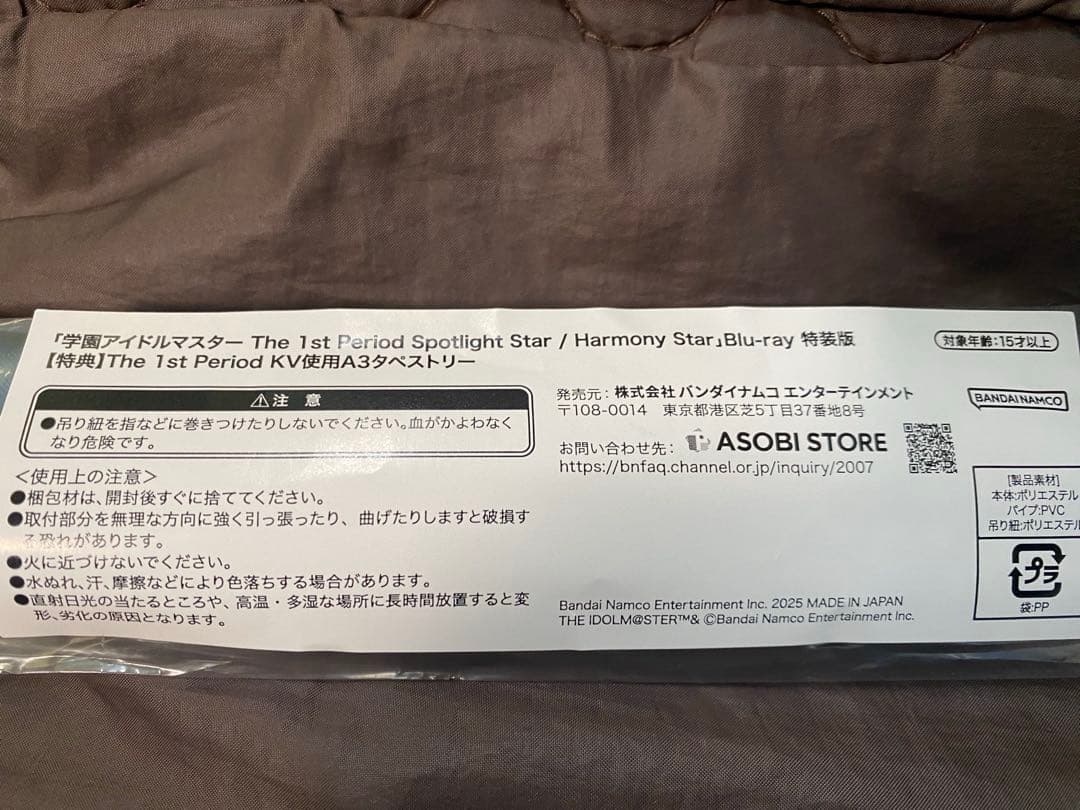 「学園アイドルマスター The 1st Period Spotlight Star / Harmony Star」Blu-ray 特装版
【特典】The 1st Period KV使用A3タペストリー
対象年齢:15才以上
⚠注 意
●吊り紐を指などに巻きつけたりしないでください。血がかよわなく
なり危険です。
<使用上の注意>
●梱包材は、開封後すぐに捨ててください。
●取付部分を無理な方向に強く引っ張ったり、曲げたりしますと破損す
る恐れがあります。
●火に近づけないでください。
●水ぬれ、汗、摩擦などにより色落ちする場合があります。
●直射日光の当たるところや、高温・多湿な場所に長時間放置すると変
形、劣化の原因となります。
発売元:株式会社 バンダイナムコ エンターテインメント
〒108-0014 東京都港区芝5丁目37番地8号
お問い合わせ先: ASOBI STORE
https://bnfaq.channel.or.jp/inquiry/2007
BANDAI NAMCO
[製品素材]
本体:ポリエステル
パイプ:PVC
吊り紐:ポリエステル
プラ
袋:PP
Bandai Namco Entertainment Inc. 2025 MADE IN JAPAN
THE IDOLM@STER™& ©Bandai Namco Entertainment Inc.